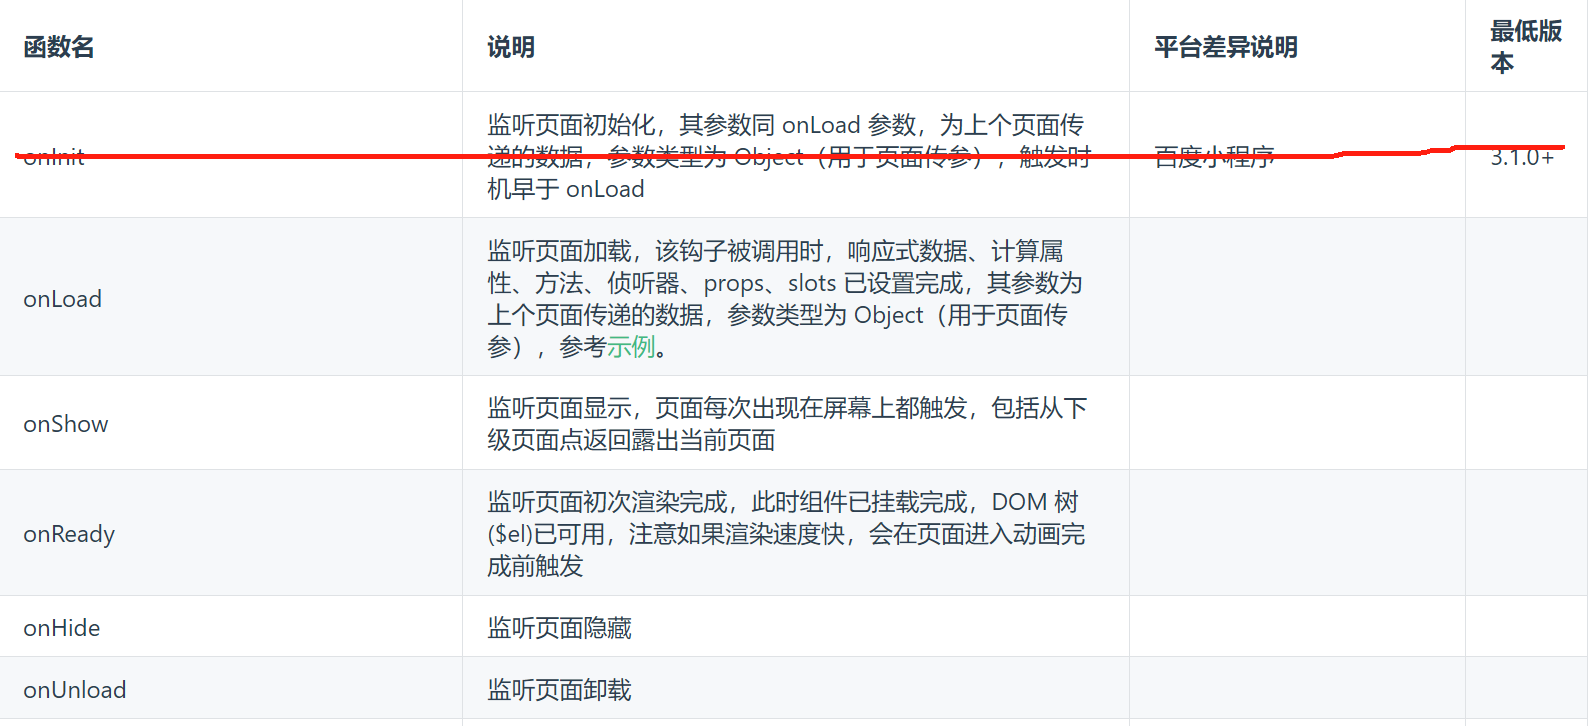 函数名
说明
平台差异说明
最低版
本
onInit
监听页面初始化，其参数同 onLoad 参数，为上个页面传
递的数据，参数类型为 Object（用于页面传参），触发时
机早于 onLoad
百度小程序
3.1.0+
onLoad
监听页面加载，该钩子被调用时，响应式数据、计算属
性、方法、侦听器、props、slots 已设置完成，其参数为
上个页面传递的数据，参数类型为 Object（用于页面传
参），参考示例。
onShow
监听页面显示，页面每次出现在屏幕上都触发，包括从下
级页面点返回露出当前页面
onReady
监听页面初次渲染完成，此时组件已挂载完成，DOM 树
($el)已可用，注意如果渲染速度快，会在页面进入动画完
成前触发
onHide
监听页面隐藏
onUnload
监听页面卸载